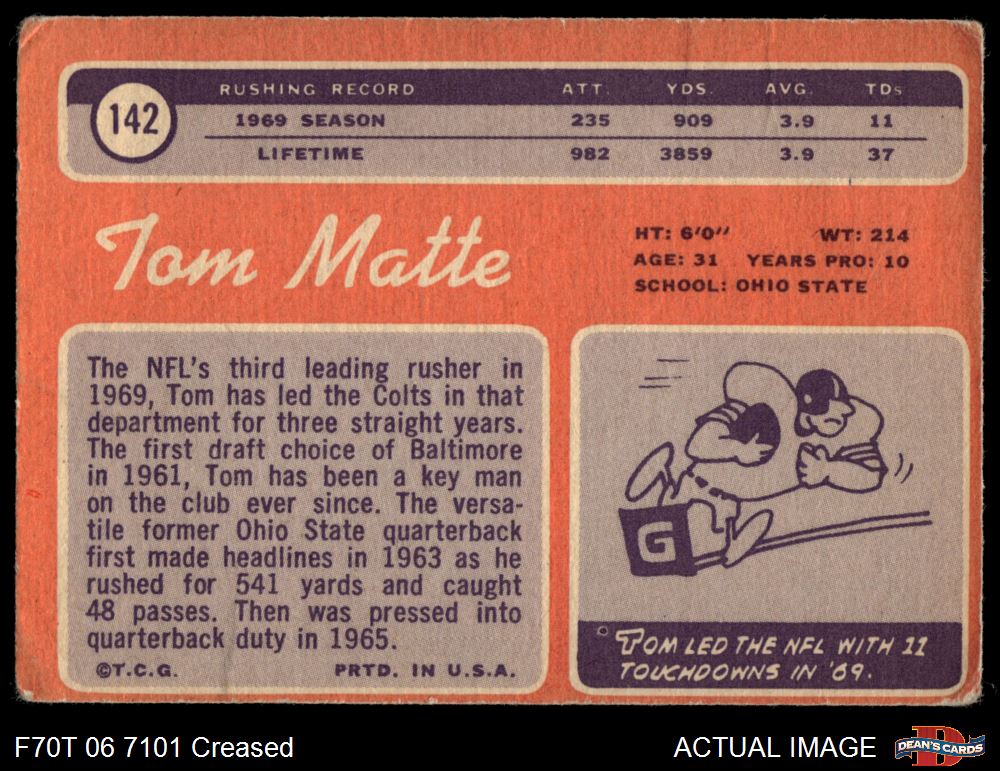 142
RUSHING RECORD ATT. YDS. AVG. TDs
1969 SEASON 235 909 3.9 11
LIFETIME 982 3859 3.9 37
Tom Matte
HT: 6'0" WT: 214
AGE: 31 YEARS PRO: 10
SCHOOL: OHIO STATE
The NFL's third leading rusher in
1969, Tom has led the Colts in that
department for three straight years.
The first draft choice of Baltimore
in 1961, Tom has been a key man
on the club ever since. The versa-
tile former Ohio State quarterback
first made headlines in 1963 as he
rushed for 541 yards and caught
48 passes. Then was pressed into
quarterback duty in 1965.
©T.C.G. PRTD. IN U.S.A.
G
TOM LED THE NFL WITH 11
TOUCHDOWNS IN '69.
F70T 06 7101 Creased
ACTUAL IMAGE
DEAN'S CARDS